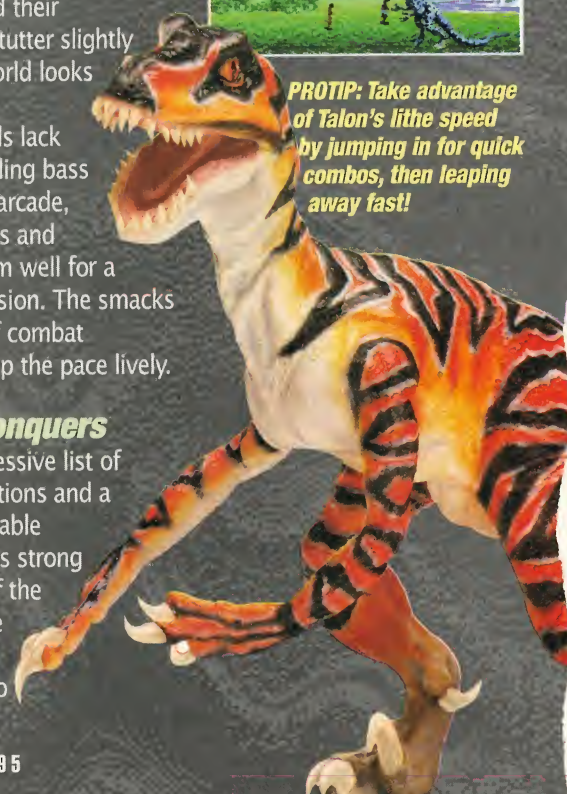 d their
tutter slightly
orld looks
ls lack
ling bass
arcade,
s and
m well for a
sion. The smacks
f combat
p the pace lively.
onquers
essive list of
tions and a
able
s strong
f the
e
o
95
PROTIP: Take advantage
of Talon's lithe speed
by jumping in for quick
combos, then leaping
away fast!